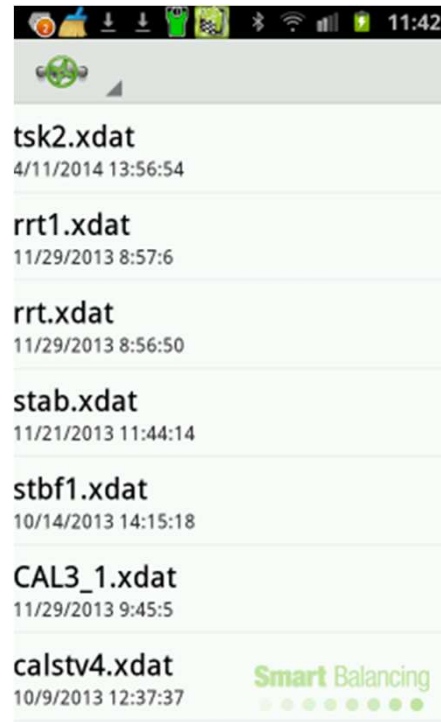 2
11:42
tsk2.xdat
4/11/2014 13:56:54
rrt1.xdat
11/29/2013 8:57:6
rrt.xdat
11/29/2013 8:56:50
stab.xdat
11/21/2013 11:44:14
stbf1.xdat
10/14/2013 14:15:18
CAL3_1.xdat
11/29/2013 9:45:5
calstv4.xdat
10/9/2013 12:37:37
Smart Balancing